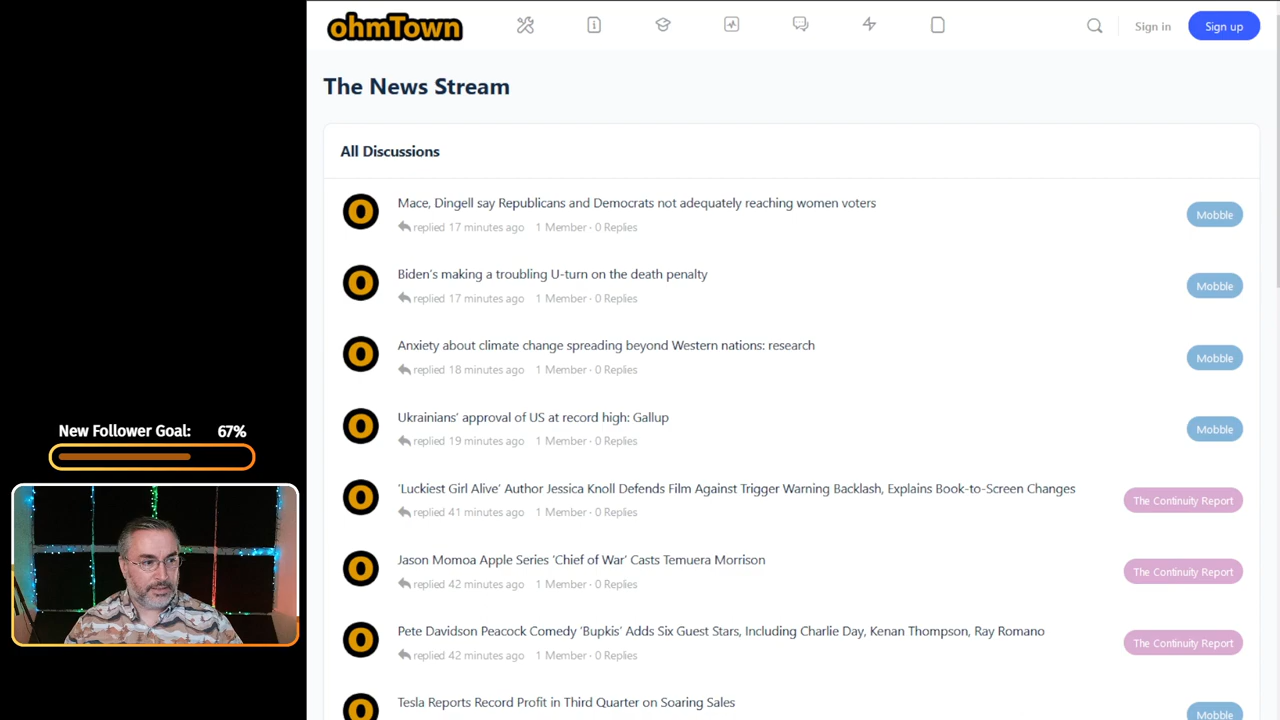 ohmTown
Sign in
Sign up
The News Stream
All Discussions
Mace, Dingell say Republicans and Democrats not adequately reaching women voters
replied 17 minutes ago 1 Member · 0 Replies
Mobble
Biden's making a troubling U-turn on the death penalty
replied 17 minutes ago 1 Member · 0 Replies
Mobble
Anxiety about climate change spreading beyond Western nations: research
replied 18 minutes ago 1 Member · 0 Replies
Mobble
Ukrainians' approval of US at record high: Gallup
replied 19 minutes ago 1 Member · 0 Replies
Mobble
'Luckiest Girl Alive' Author Jessica Knoll Defends Film Against Trigger Warning Backlash, Explains Book-to-Screen Changes
replied 41 minutes ago 1 Member · 0 Replies
The Continuity Report
Jason Momoa Apple Series 'Chief of War' Casts Temuera Morrison
replied 42 minutes ago 1 Member · 0 Replies
The Continuity Report
Pete Davidson Peacock Comedy 'Bupkis' Adds Six Guest Stars, Including Charlie Day, Kenan Thompson, Ray Romano
replied 42 minutes ago 1 Member · 0 Replies
The Continuity Report
Tesla Reports Record Profit in Third Quarter on Soaring Sales
Mobble
New Follower Goal: 67%